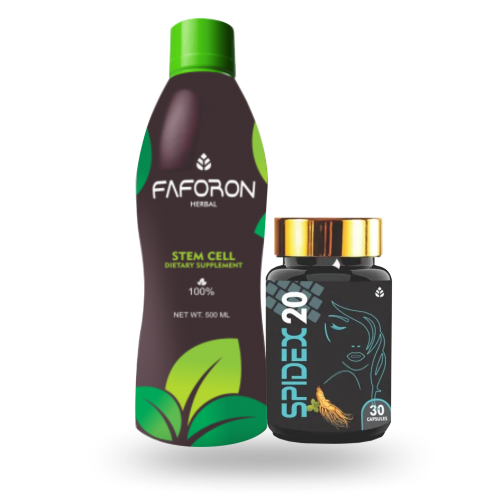 FAFORON
HERBAL
STEM CELL
DIETARY SUPPLEMENT
100%
NET WT. 500 ML
SPIDEX 20
30
CAPSULES